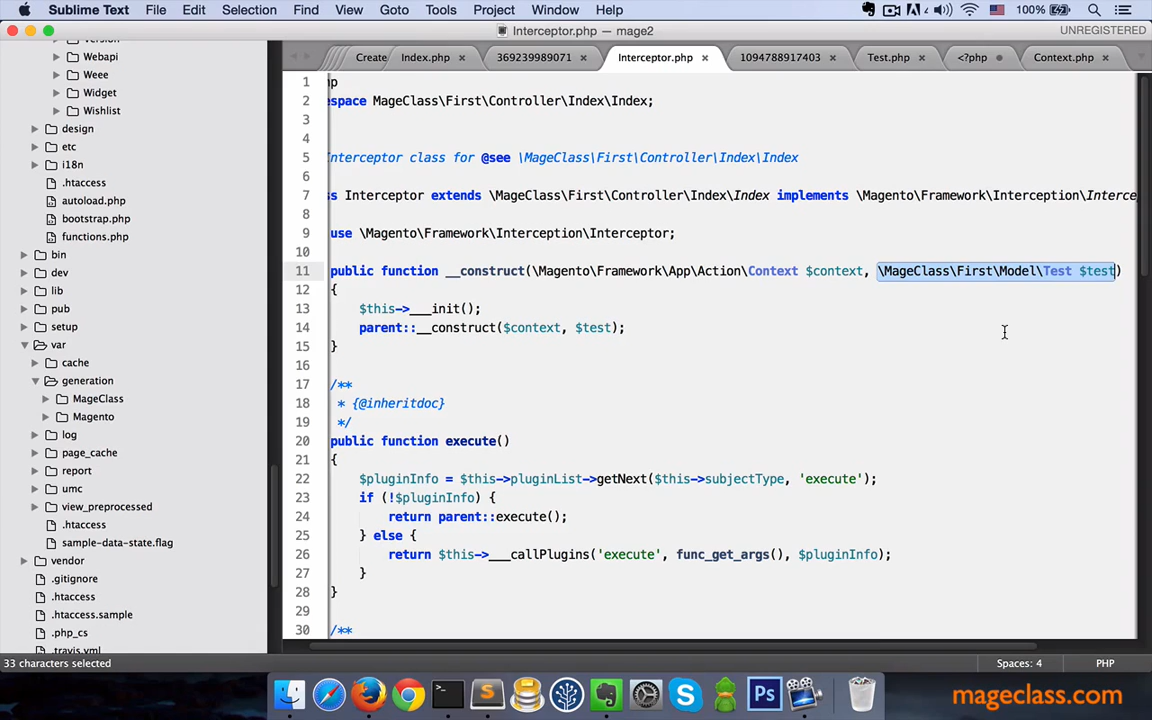 Sublime Text File Edit Selection Find View Goto Tools Project Window Help 100%
Interceptor.php — mage2 UNREGISTERED
Create Index.php 369239989071 Interceptor.php 1094788917403 Test.php <?php Context.php
Webapi
Weee
Widget
Wishlist
design
etc
i18n
.htaccess
autoload.php
bootstrap.php
functions.php
bin
dev
lib
pub
setup
var
cache
generation
MageClass
Magento
log
page_cache
report
umc
view_preprocessed
.htaccess
sample-data-state.flag
vendor
.gitignore
.htaccess
.htaccess.sample
.php_cs
.travis.yml
1 hp
2 espace MageClass\First\Controller\Index\Index;
3
4
5 Interceptor class for @see \MageClass\First\Controller\Index\Index
6
7 ss Interceptor extends \MageClass\First\Controller\Index\Index implements \Magento\Framework\Interception\Interce
8
9 use \Magento\Framework\Interception\Interceptor;
10
11 public function __construct(\Magento\Framework\App\Action\Context $context, \MageClass\First\Model\Test $test)
12 {
13 $this->___init();
14 parent::__construct($context, $test);
15 }
16
17 /**
18 * {@inheritdoc}
19 */
20 public function execute()
21 {
22 $pluginInfo = $this->pluginList->getNext($this->subjectType, 'execute');
23 if (!$pluginInfo) {
24 return parent::execute();
25 } else {
26 return $this->___callPlugins('execute', func_get_args(), $pluginInfo);
27 }
28 }
29
30 /**
33 characters selected Spaces: 4 PHP
mageclass.com